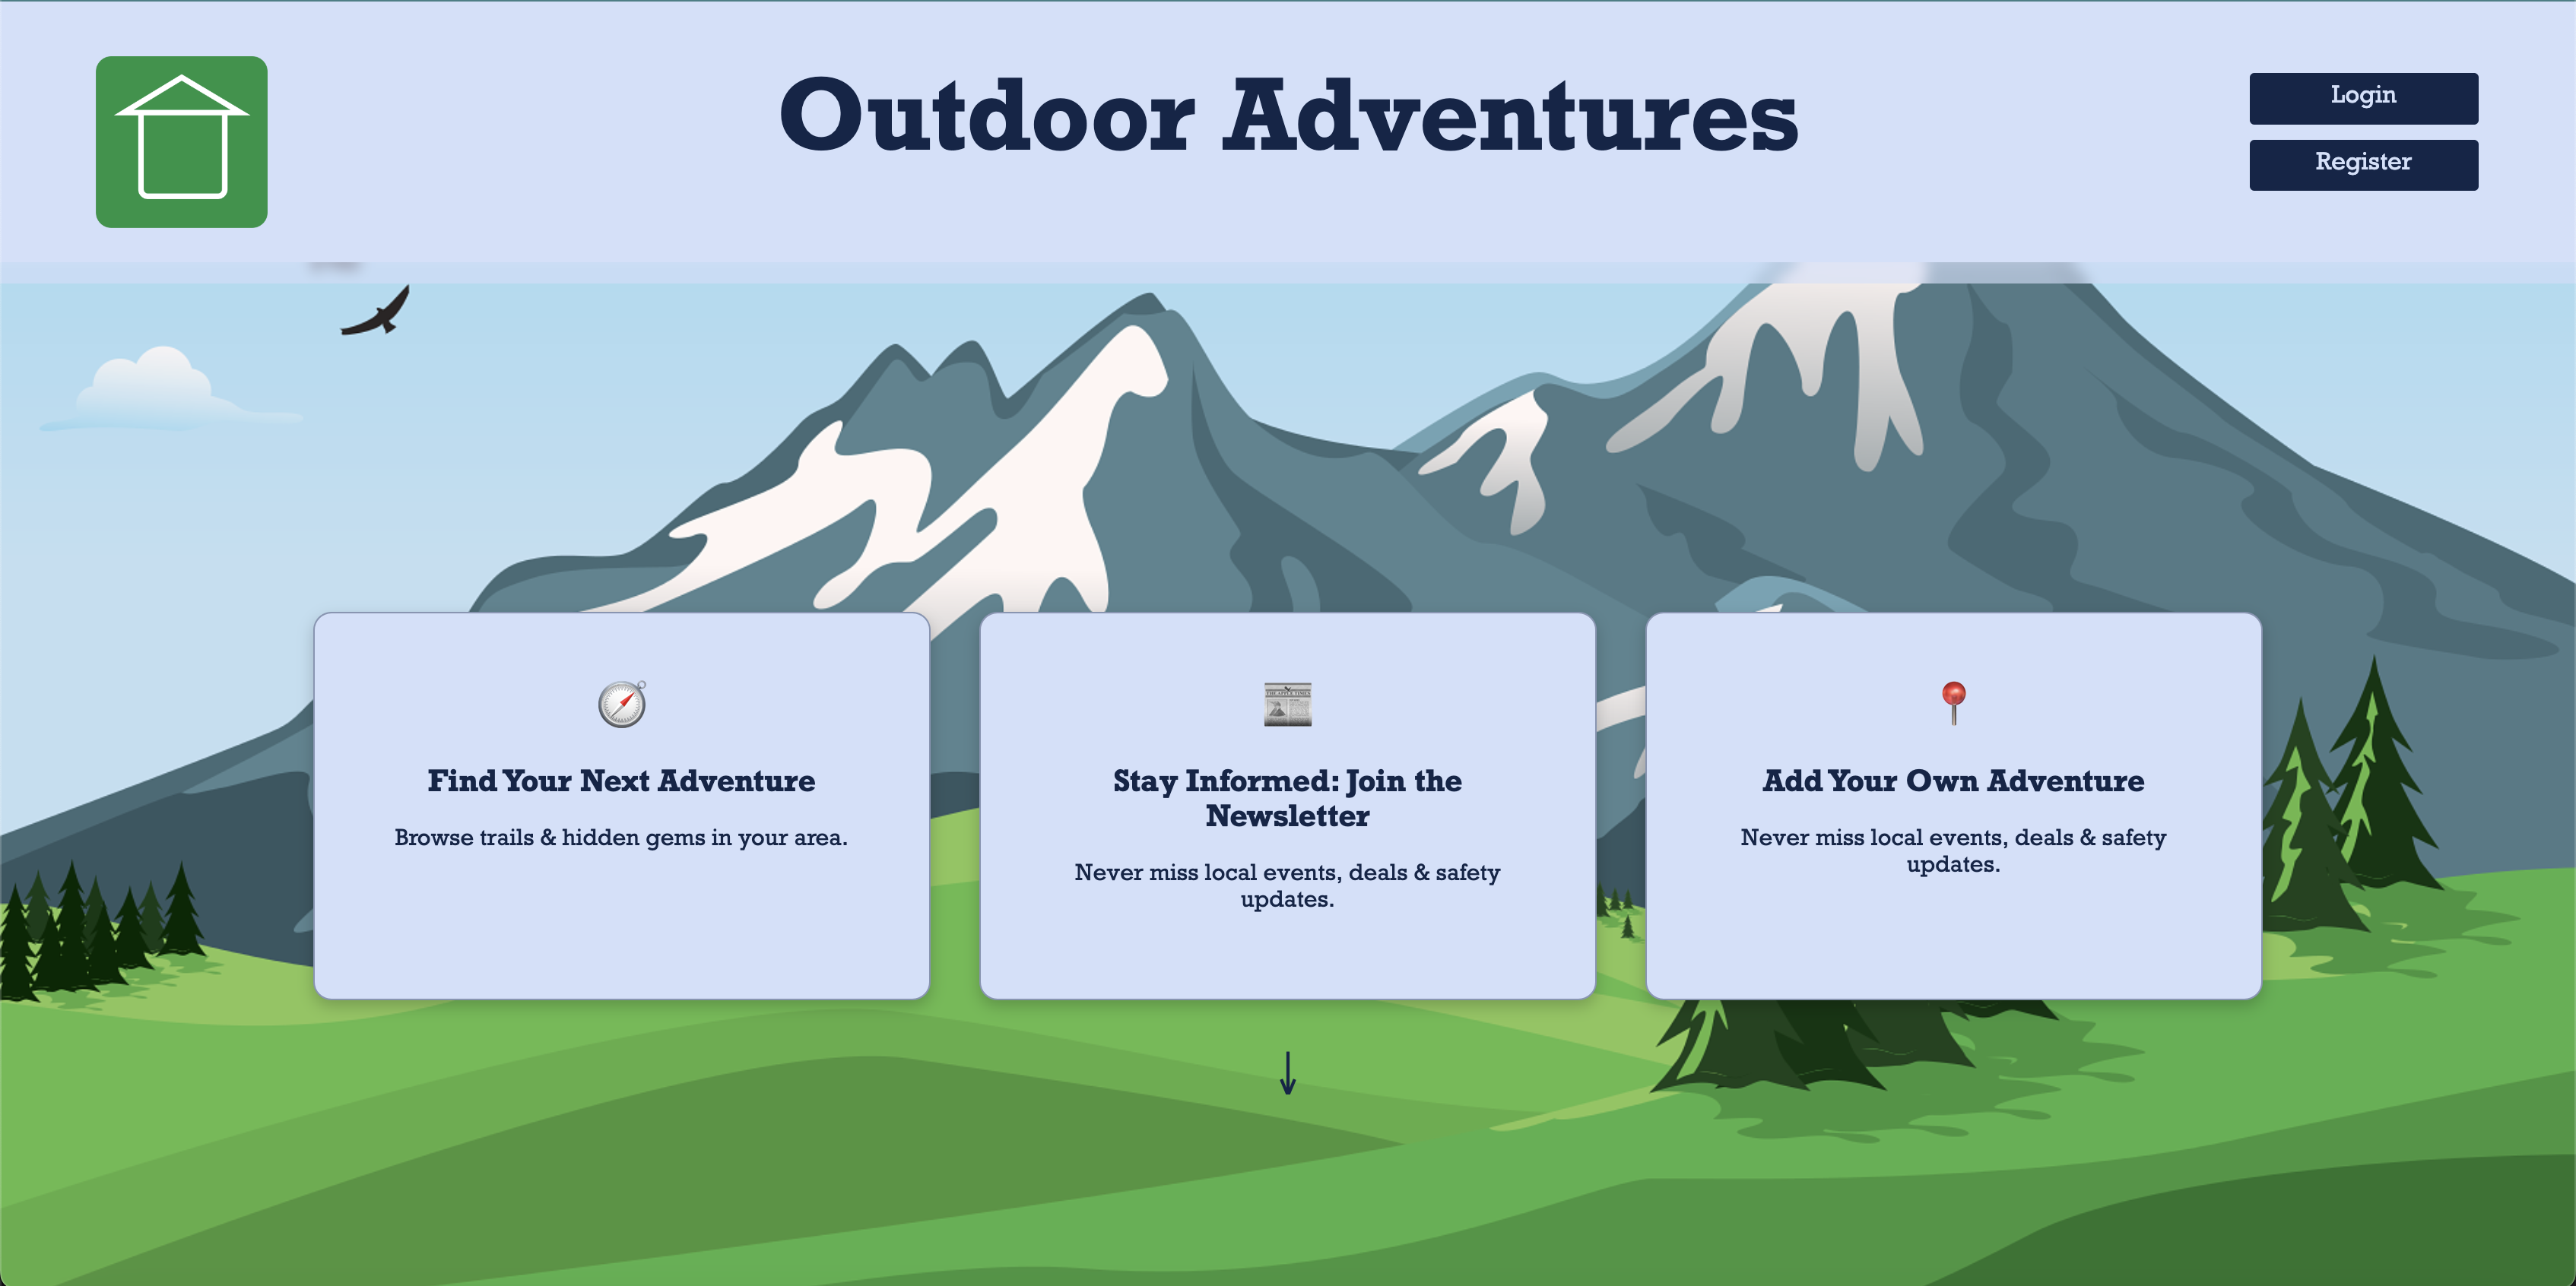 Outdoor Adventures
Login
Register
Find Your Next Adventure
Browse trails & hidden gems in your area.
Stay Informed: Join the
Newsletter
Never miss local events, deals & safety
updates.
Add Your Own Adventure
Never miss local events, deals & safety
updates.